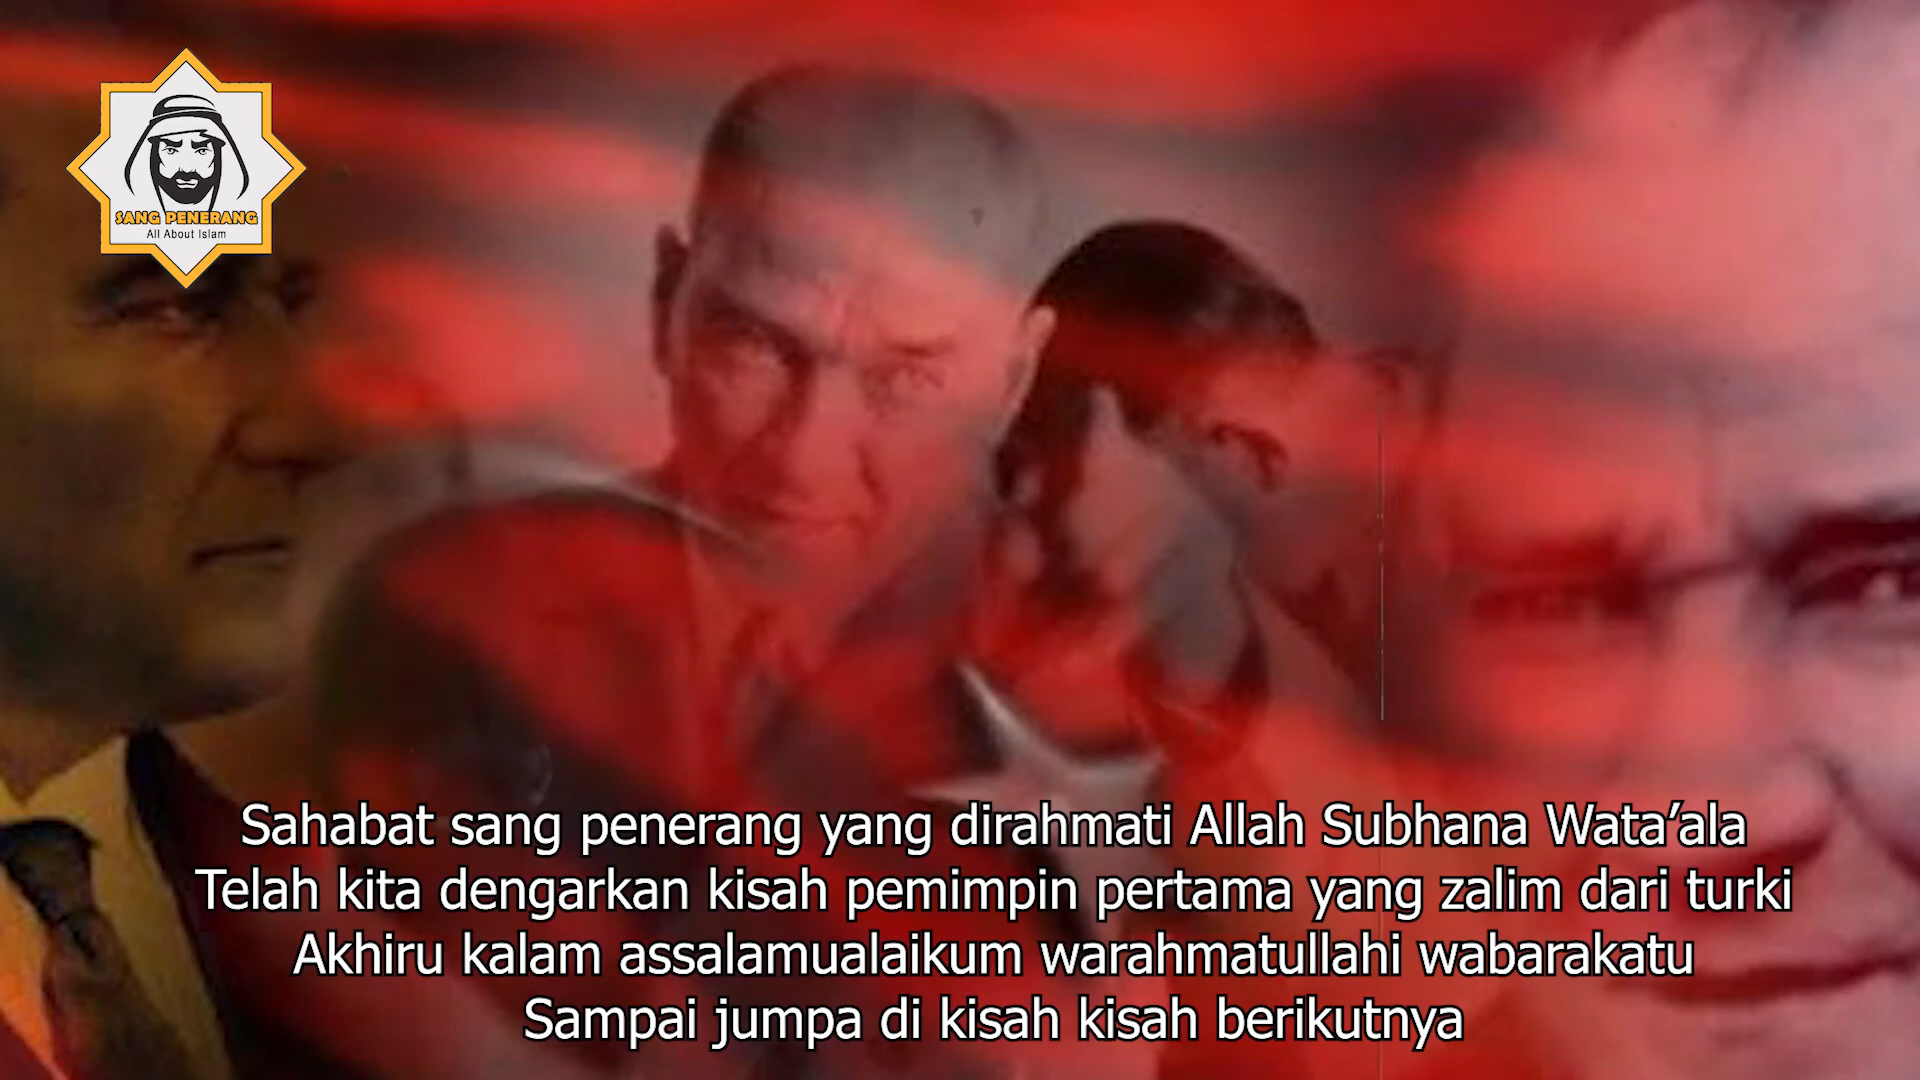 SANG PENERANG
All About Islam
Sahabat sang penerang yang dirahmati Allah Subhana Wata’ala
Telah kita dengarkan kisah pemimpin pertama yang zalim dari turki
Akhiru kalam assalamualaikum warahmatullahi wabarakatu
Sampai jumpa di kisah kisah berikutnya